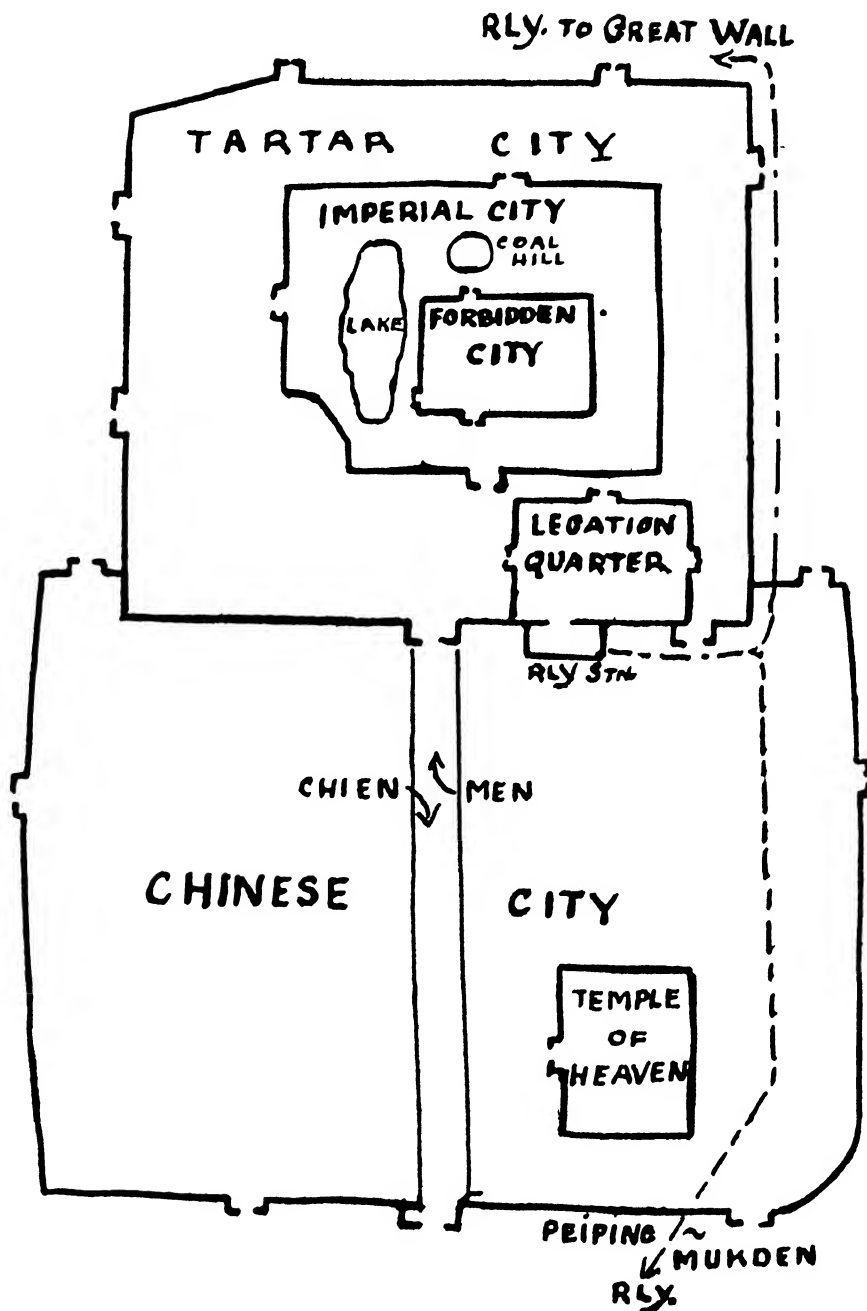 RLY. TO GREAT WALL
TARTAR CITY
IMPERIAL CITY
COAL
HILL
LAKE
FORBIDDEN
CITY
LEGATION
QUARTER
RLY STN.
CHIEN MEN
CHINESE CITY
TEMPLE
OF
HEAVEN
PEIPING ~
MUKDEN
RLY.